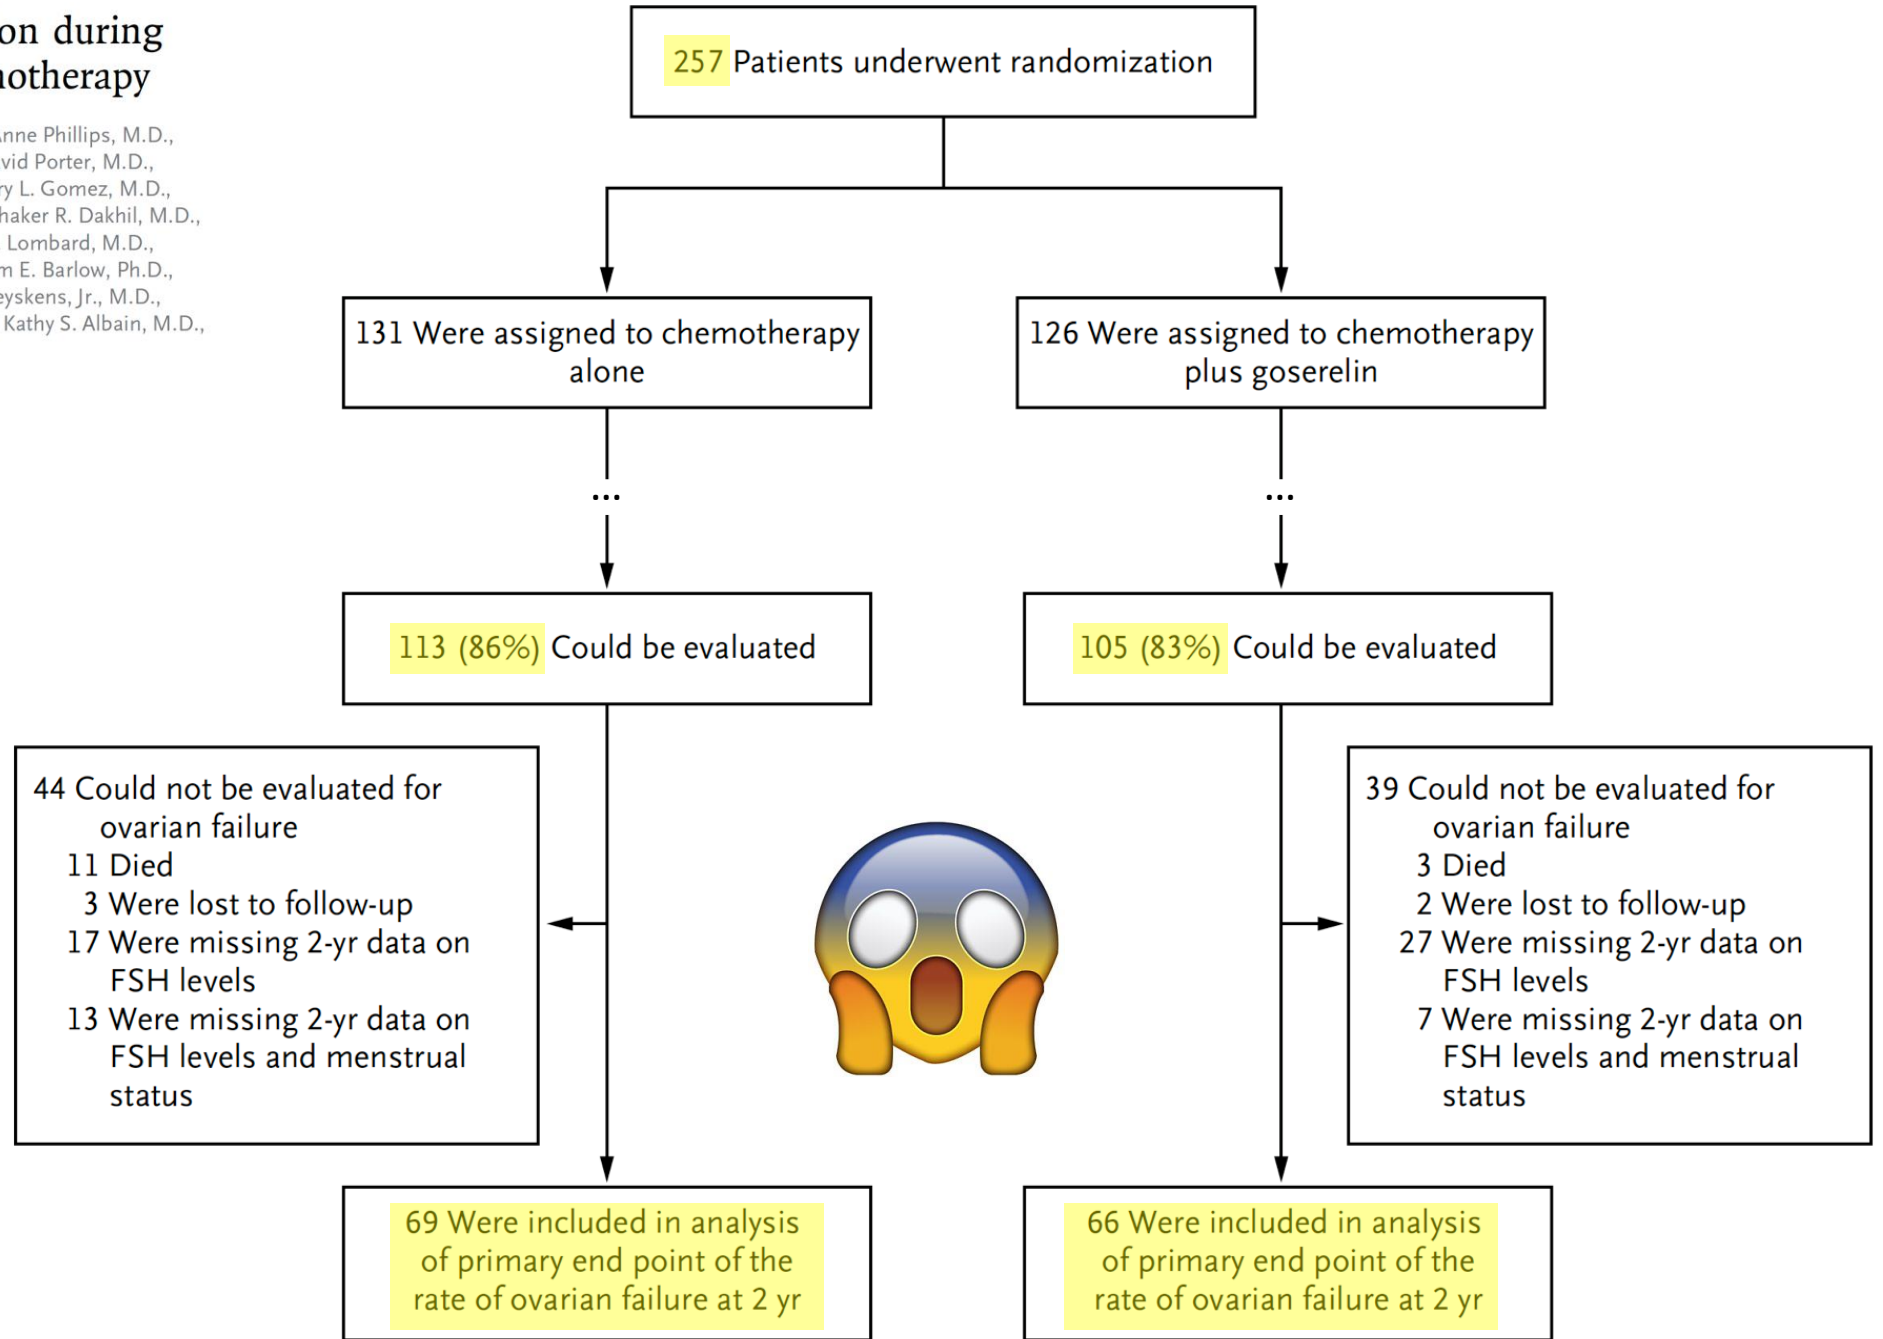 on during
notherapy
Anne Phillips, M.D.,
vid Porter, M.D.,
ry L. Gomez, M.D.,
haker R. Dakhil, M.D.,
Lombard, M.D.,
m E. Barlow, Ph.D.,
eyskens, Jr., M.D.,
Kathy S. Albain, M.D.,
257 Patients underwent randomization
131 Were assigned to chemotherapy
alone
126 Were assigned to chemotherapy
plus goserelin
...
...
113 (86%) Could be evaluated
105 (83%) Could be evaluated
44 Could not be evaluated for
ovarian failure
11 Died
3 Were lost to follow-up
17 Were missing 2-yr data on
FSH levels
13 Were missing 2-yr data on
FSH levels and menstrual
status
39 Could not be evaluated for
ovarian failure
3 Died
2 Were lost to follow-up
27 Were missing 2-yr data on
FSH levels
7 Were missing 2-yr data on
FSH levels and menstrual
status
69 Were included in analysis
of primary end point of the
rate of ovarian failure at 2 yr
66 Were included in analysis
of primary end point of the
rate of ovarian failure at 2 yr